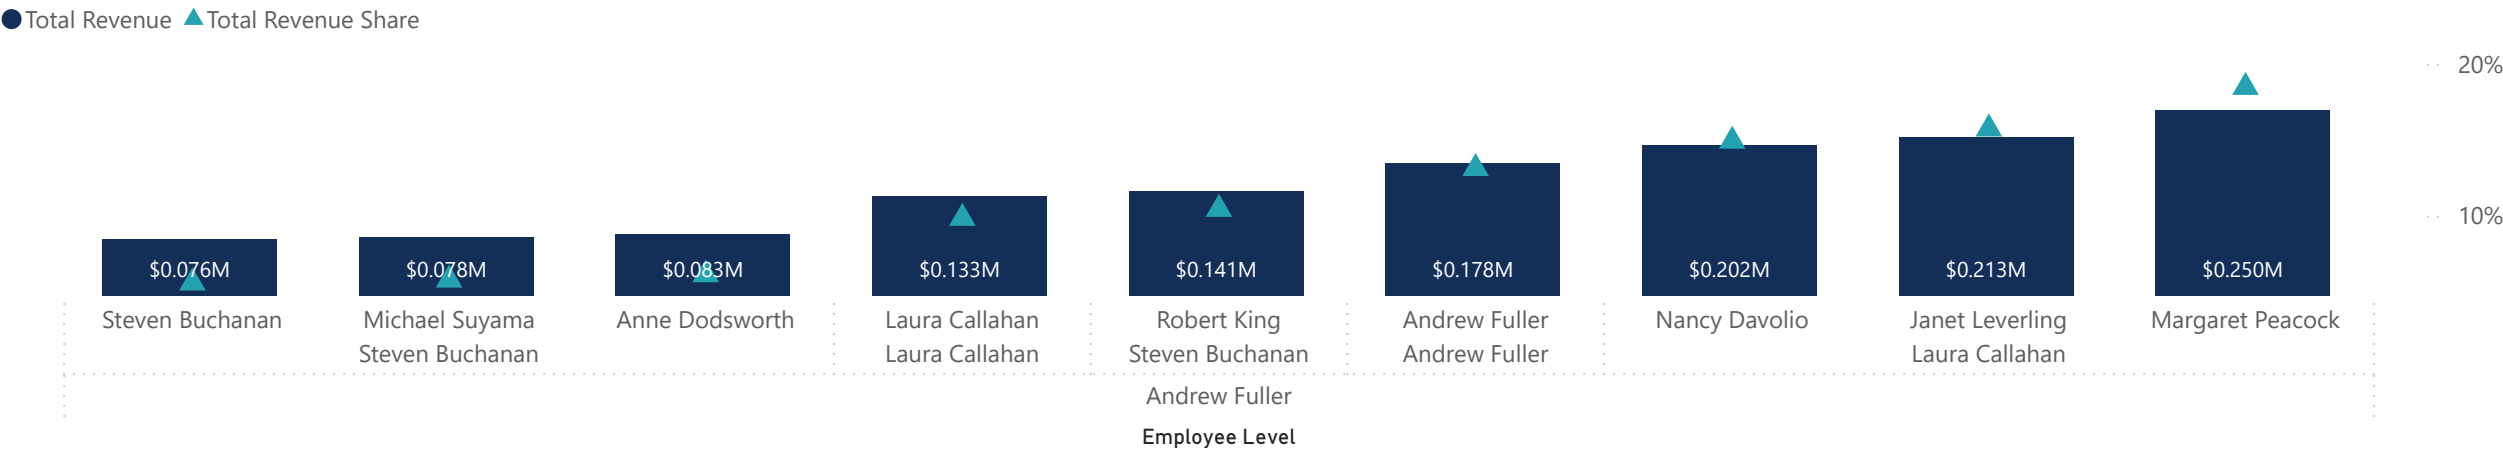 Total Revenue Total Revenue Share
20%
10%
$0.076M $0.078M $0.083M $0.133M $0.141M $0.178M $0.202M $0.213M $0.250M
Steven Buchanan Michael Suyama Anne Dodsworth Laura Callahan Robert King Andrew Fuller Nancy Davolio Janet Leverling Margaret Peacock
Steven Buchanan Laura Callahan Steven Buchanan Andrew Fuller Laura Callahan
Andrew Fuller
Employee Level